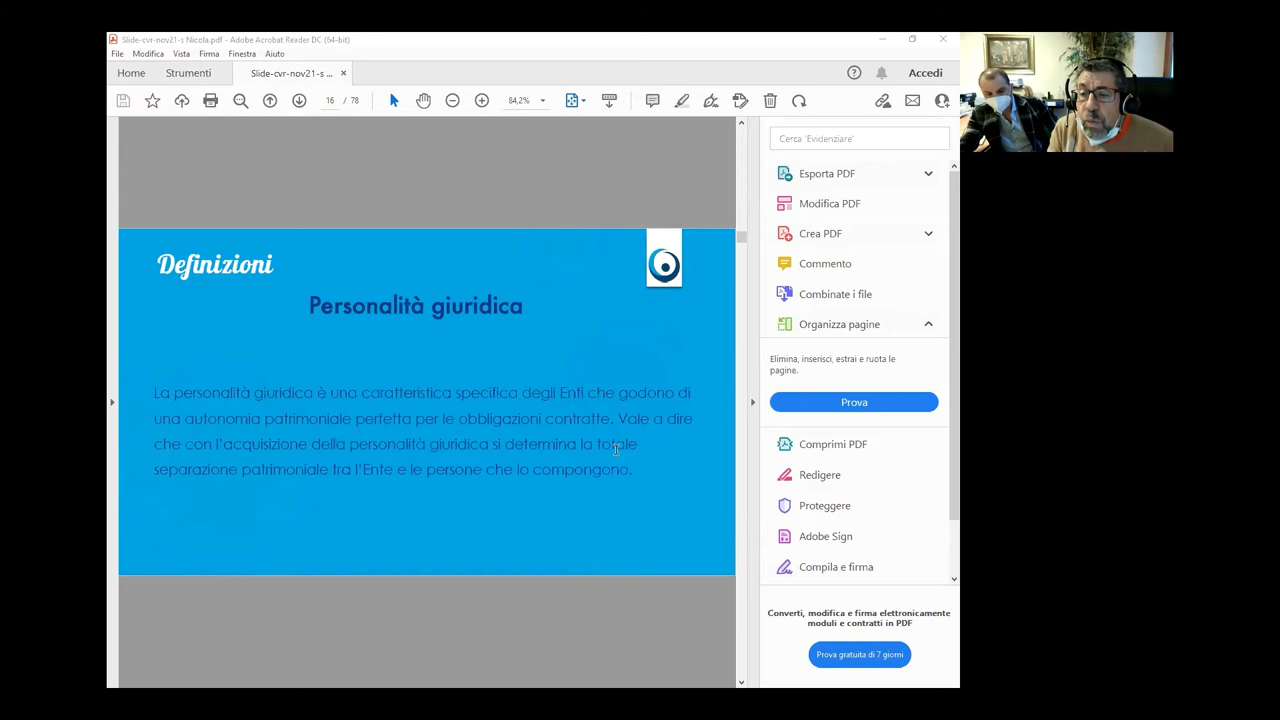 Slide-cvr-nov21-s Nicola.pdf - Adobe Acrobat Reader DC (64-bit)
File Modifica Vista Firma Finestra Aiuto
Home Strumenti Slide-cvr-nov21-s ... × Accedi
16 / 78 84,2%
Cerca 'Evidenziare'
Esporta PDF
Modifica PDF
Crea PDF
Commento
Combinate i file
Organizza pagine
Elimina, inserisci, estrai e ruota le
pagine.
Prova
Comprimi PDF
Redigere
Proteggere
Adobe Sign
Compila e firma
Converti, modifica e firma elettronicamente
moduli e contratti in PDF
Prova gratuita di 7 giorni
Definizioni
Personalità giuridica
La personalità giuridica è una caratteristica specifica degli Enti che godono di
una autonomia patrimoniale perfetta per le obbligazioni contratte. Vale a dire
che con l'acquisizione della personalità giuridica si determina la totale
separazione patrimoniale tra l'Ente e le persone che lo compongono.